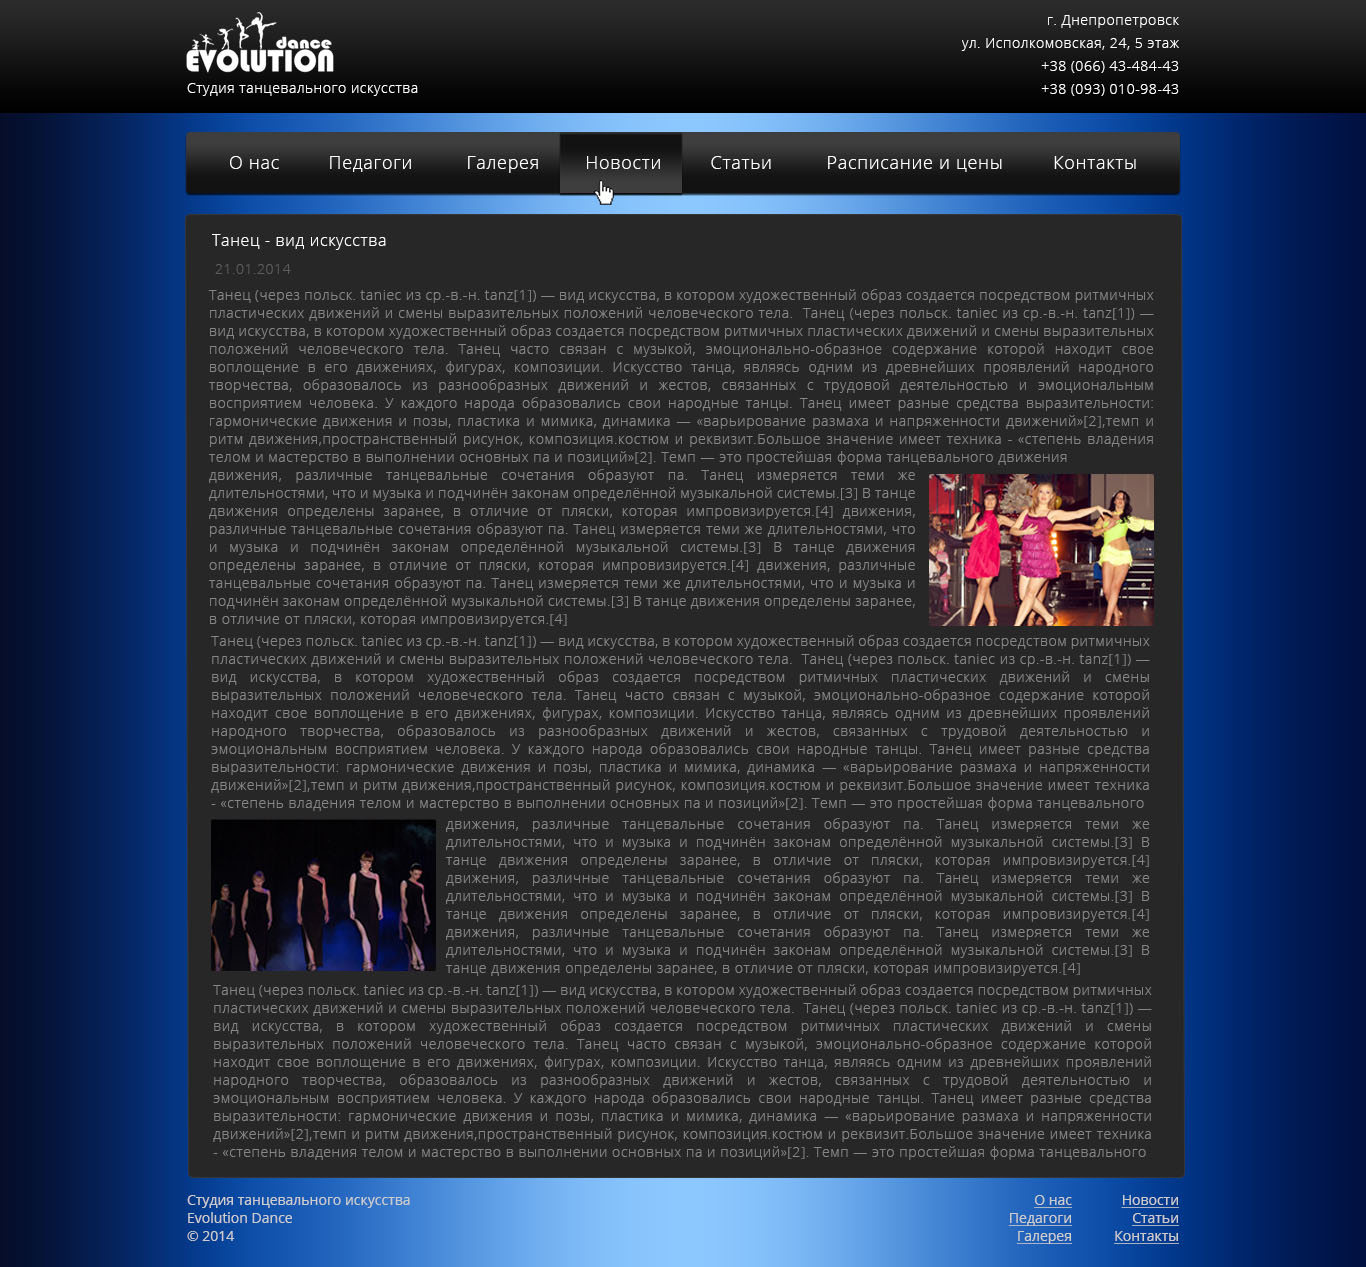 dance
EVOLUTION
Студия танцевального искусства
г. Днепропетровск
ул. Исполкомовская, 24, 5 этаж
+38 (066) 43-484-43
+38 (093) 010-98-43
О нас Педагоги Галерея Новости Статьи Расписание и цены Контакты
Танец - вид искусства
21.01.2014
Танец (через польск. taniec из ср.-в.-н. tanz[1]) — вид искусства, в котором художественный образ создается посредством ритмичных
пластических движений и смены выразительных положений человеческого тела. Танец (через польск. taniec из ср.-в.-н. tanz[1]) —
вид искусства, в котором художественный образ создается посредством ритмичных пластических движений и смены выразительных
положений человеческого тела. Танец часто связан с музыкой, эмоционально-образное содержание которой находит свое
воплощение в его движениях, фигурах, композиции. Искусство танца, являясь одним из древнейших проявлений народного
творчества, образовалось из разнообразных движений и жестов, связанных с трудовой деятельностью и эмоциональным
восприятием человека. У каждого народа образовались свои народные танцы. Танец имеет разные средства выразительности:
гармонические движения и позы, пластика и мимика, динамика — «варьирование размаха и напряженности движений»[2],темп и
ритм движения,пространственный рисунок, композиция.костюм и реквизит.Большое значение имеет техника - «степень владения
телом и мастерство в выполнении основных па и позиций»[2]. Темп — это простейшая форма танцевального движения
движения, различные танцевальные сочетания образуют па. Танец измеряется теми же
длительностями, что и музыка и подчинён законам определённой музыкальной системы.[3] В танце
движения определены заранее, в отличие от пляски, которая импровизируется.[4] движения,
различные танцевальные сочетания образуют па. Танец измеряется теми же длительностями, что
и музыка и подчинён законам определённой музыкальной системы.[3] В танце движения
определены заранее, в отличие от пляски, которая импровизируется.[4] движения, различные
танцевальные сочетания образуют па. Танец измеряется теми же длительностями, что и музыка и
подчинён законам определённой музыкальной системы.[3] В танце движения определены заранее,
в отличие от пляски, которая импровизируется.[4]
Танец (через польск. taniec из ср.-в.-н. tanz[1]) — вид искусства, в котором художественный образ создается посредством ритмичных
пластических движений и смены выразительных положений человеческого тела. Танец (через польск. taniec из ср.-в.-н. tanz[1]) —
вид искусства, в котором художественный образ создается посредством ритмичных пластических движений и смены
выразительных положений человеческого тела. Танец часто связан с музыкой, эмоционально-образное содержание которой
находит свое воплощение в его движениях, фигурах, композиции. Искусство танца, являясь одним из древнейших проявлений
народного творчества, образовалось из разнообразных движений и жестов, связанных с трудовой деятельностью и
эмоциональным восприятием человека. У каждого народа образовались свои народные танцы. Танец имеет разные средства
выразительности: гармонические движения и позы, пластика и мимика, динамика — «варьирование размаха и напряженности
движений»[2],темп и ритм движения,пространственный рисунок, композиция.костюм и реквизит.Большое значение имеет техника
- «степень владения телом и мастерство в выполнении основных па и позиций»[2]. Темп — это простейшая форма танцевального
движения, различные танцевальные сочетания образуют па. Танец измеряется теми же
длительностями, что и музыка и подчинён законам определённой музыкальной системы.[3] В
танце движения определены заранее, в отличие от пляски, которая импровизируется.[4]
движения, различные танцевальные сочетания образуют па. Танец измеряется теми же
длительностями, что и музыка и подчинён законам определённой музыкальной системы.[3] В
танце движения определены заранее, в отличие от пляски, которая импровизируется.[4]
движения, различные танцевальные сочетания образуют па. Танец измеряется теми же
длительностями, что и музыка и подчинён законам определённой музыкальной системы.[3] В
танце движения определены заранее, в отличие от пляски, которая импровизируется.[4]
Танец (через польск. taniec из ср.-в.-н. tanz[1]) — вид искусства, в котором художественный образ создается посредством ритмичных
пластических движений и смены выразительных положений человеческого тела. Танец (через польск. taniec из ср.-в.-н. tanz[1]) —
вид искусства, в котором художественный образ создается посредством ритмичных пластических движений и смены
выразительных положений человеческого тела. Танец часто связан с музыкой, эмоционально-образное содержание которой
находит свое воплощение в его движениях, фигурах, композиции. Искусство танца, являясь одним из древнейших проявлений
народного творчества, образовалось из разнообразных движений и жестов, связанных с трудовой деятельностью и
эмоциональным восприятием человека. У каждого народа образовались свои народные танцы. Танец имеет разные средства
выразительности: гармонические движения и позы, пластика и мимика, динамика — «варьирование размаха и напряженности
движений»[2],темп и ритм движения,пространственный рисунок, композиция.костюм и реквизит.Большое значение имеет техника
- «степень владения телом и мастерство в выполнении основных па и позиций»[2]. Темп — это простейшая форма танцевального
Студия танцевального искусства
Evolution Dance
© 2014
О нас Новости
Педагоги Статьи
Галерея Контакты